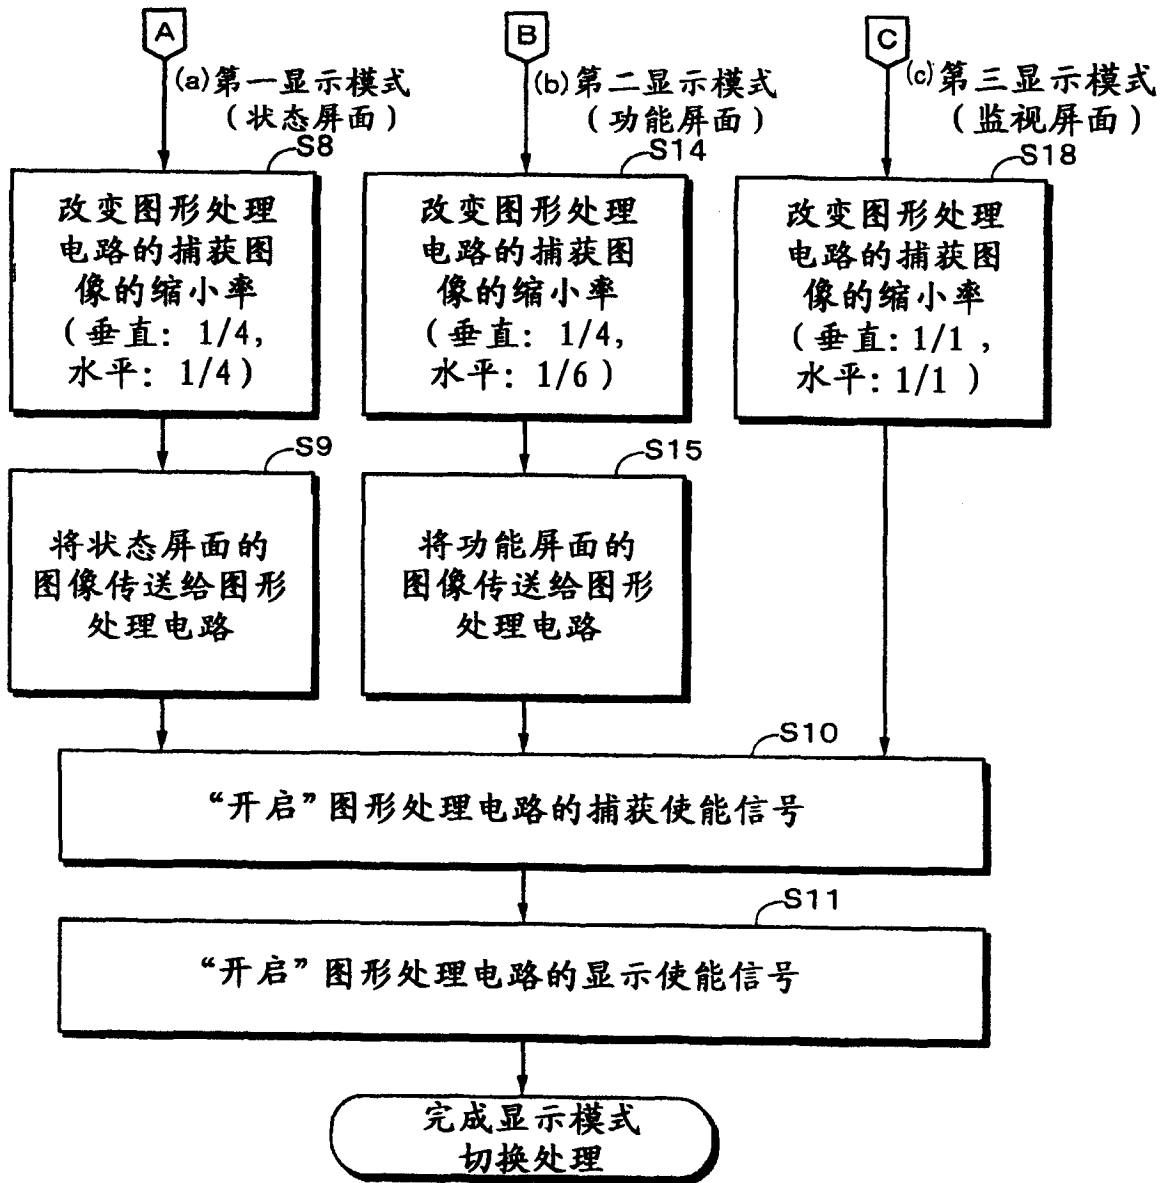 A
(a)第一显示模式
(状态屏面)
S8
改变图形处理
电路的捕获图
像的缩小率
(垂直: 1/4,
水平: 1/4)
S9
将状态屏面的
图像传送给图形
处理电路
B
(b)第二显示模式
(功能屏面)
S14
改变图形处理
电路的捕获图
像的缩小率
(垂直: 1/4,
水平: 1/6)
S15
将功能屏面的
图像传送给图形
处理电路
C
(c)第三显示模式
(监视屏面)
S18
改变图形处理
电路的捕获图
像的缩小率
(垂直: 1/1,
水平: 1/1)
S10
“开启”图形处理电路的捕获使能信号
S11
“开启”图形处理电路的显示使能信号
完成显示模式
切换处理